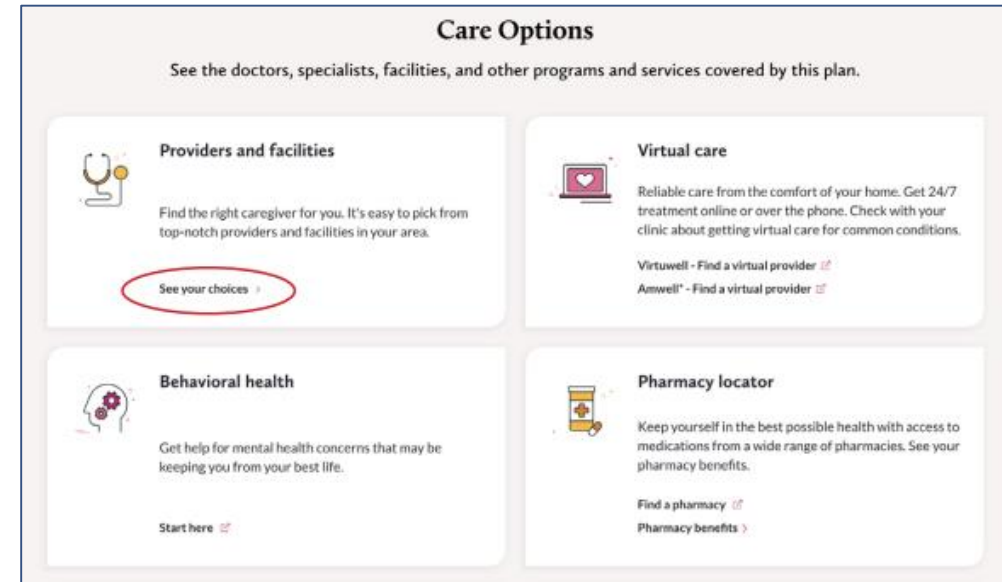 Care Options
See the doctors, specialists, facilities, and other programs and services covered by this plan.
Providers and facilities
Find the right caregiver for you. It's easy to pick from
top-notch providers and facilities in your area.
See your choices ›
Virtual care
Reliable care from the comfort of your home. Get 24/7
treatment online or over the phone. Check with your
clinic about getting virtual care for common conditions.
Virtuwell - Find a virtual provider
Amwell* - Find a virtual provider
Behavioral health
Get help for mental health concerns that may be
keeping you from your best life.
Start here
Pharmacy locator
Keep yourself in the best possible health with access to
medications from a wide range of pharmacies. See your
pharmacy benefits.
Find a pharmacy
Pharmacy benefits ›